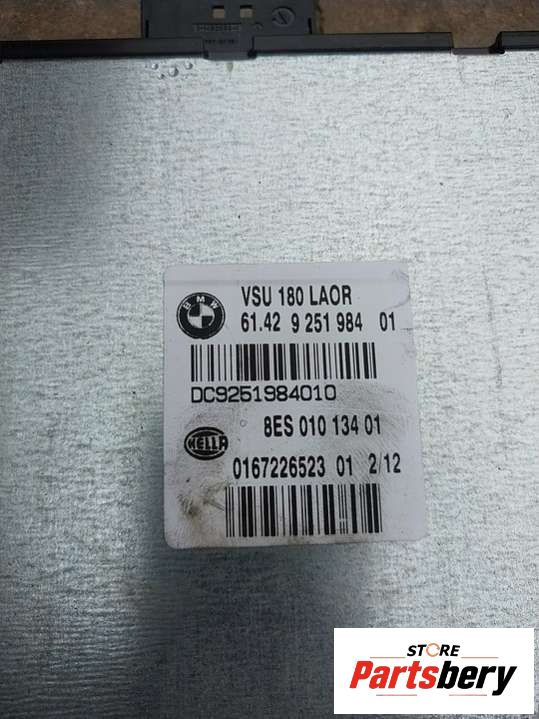 BMW
VSU 180 LAOR
61.42 9 251 984 01
DC9251984010
HELLA
8ES 010 134 01
0167226523 01 2/12
STORE
Partsbery